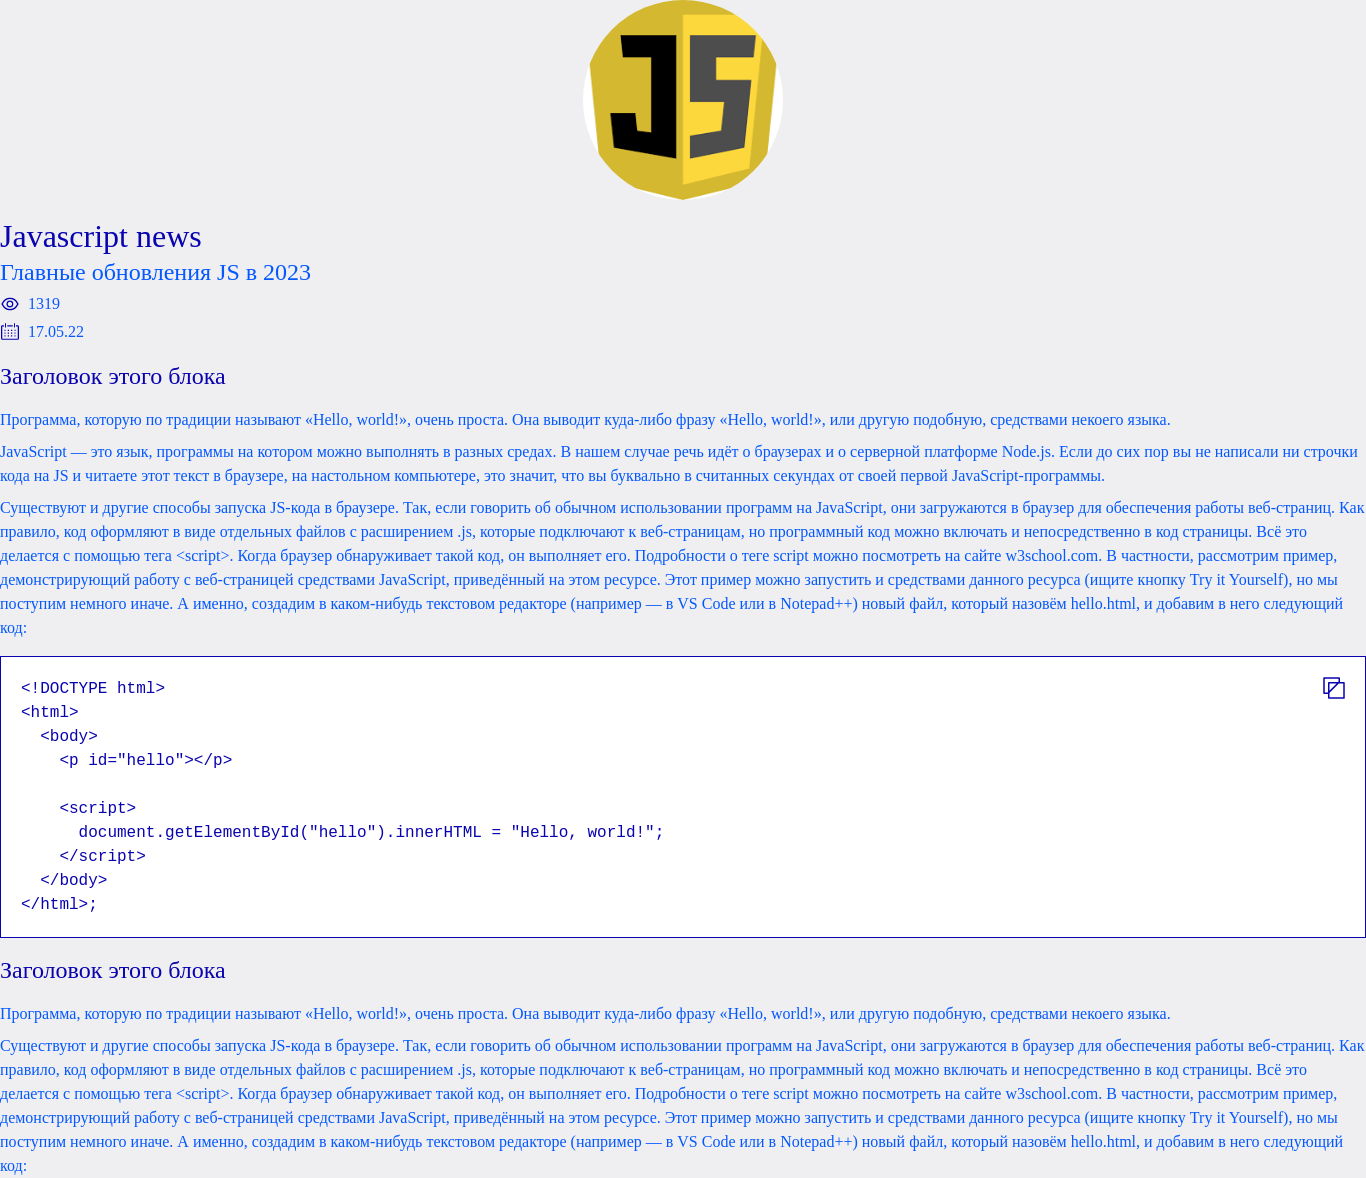 JS
Javascript news
Главные обновления JS в 2023
1319
17.05.22
Заголовок этого блока
Программа, которую по традиции называют «Hello, world!», очень проста. Она выводит куда-либо фразу «Hello, world!», или другую подобную, средствами некоего языка.
JavaScript — это язык, программы на котором можно выполнять в разных средах. В нашем случае речь идёт о браузерах и о серверной платформе Node.js. Если до сих пор вы не написали ни строчки
кода на JS и читаете этот текст в браузере, на настольном компьютере, это значит, что вы буквально в считанных секундах от своей первой JavaScript-программы.
Существуют и другие способы запуска JS-кода в браузере. Так, если говорить об обычном использовании программ на JavaScript, они загружаются в браузер для обеспечения работы веб-страниц. Как
правило, код оформляют в виде отдельных файлов с расширением .js, которые подключают к веб-страницам, но программный код можно включать и непосредственно в код страницы. Всё это
делается с помощью тега <script>. Когда браузер обнаруживает такой код, он выполняет его. Подробности о теге script можно посмотреть на сайте w3school.com. В частности, рассмотрим пример,
демонстрирующий работу с веб-страницей средствами JavaScript, приведённый на этом ресурсе. Этот пример можно запустить и средствами данного ресурса (ищите кнопку Try it Yourself), но мы
поступим немного иначе. А именно, создадим в каком-нибудь текстовом редакторе (например — в VS Code или в Notepad++) новый файл, который назовём hello.html, и добавим в него следующий
код:
<!DOCTYPE html>
<html>
  <body>
    <p id="hello"></p>
    <script>
      document.getElementById("hello").innerHTML = "Hello, world!";
    </script>
  </body>
</html>;
Заголовок этого блока
Программа, которую по традиции называют «Hello, world!», очень проста. Она выводит куда-либо фразу «Hello, world!», или другую подобную, средствами некоего языка.
Существуют и другие способы запуска JS-кода в браузере. Так, если говорить об обычном использовании программ на JavaScript, они загружаются в браузер для обеспечения работы веб-страниц. Как
правило, код оформляют в виде отдельных файлов с расширением .js, которые подключают к веб-страницам, но программный код можно включать и непосредственно в код страницы. Всё это
делается с помощью тега <script>. Когда браузер обнаруживает такой код, он выполняет его. Подробности о теге script можно посмотреть на сайте w3school.com. В частности, рассмотрим пример,
демонстрирующий работу с веб-страницей средствами JavaScript, приведённый на этом ресурсе. Этот пример можно запустить и средствами данного ресурса (ищите кнопку Try it Yourself), но мы
поступим немного иначе. А именно, создадим в каком-нибудь текстовом редакторе (например — в VS Code или в Notepad++) новый файл, который назовём hello.html, и добавим в него следующий
код: